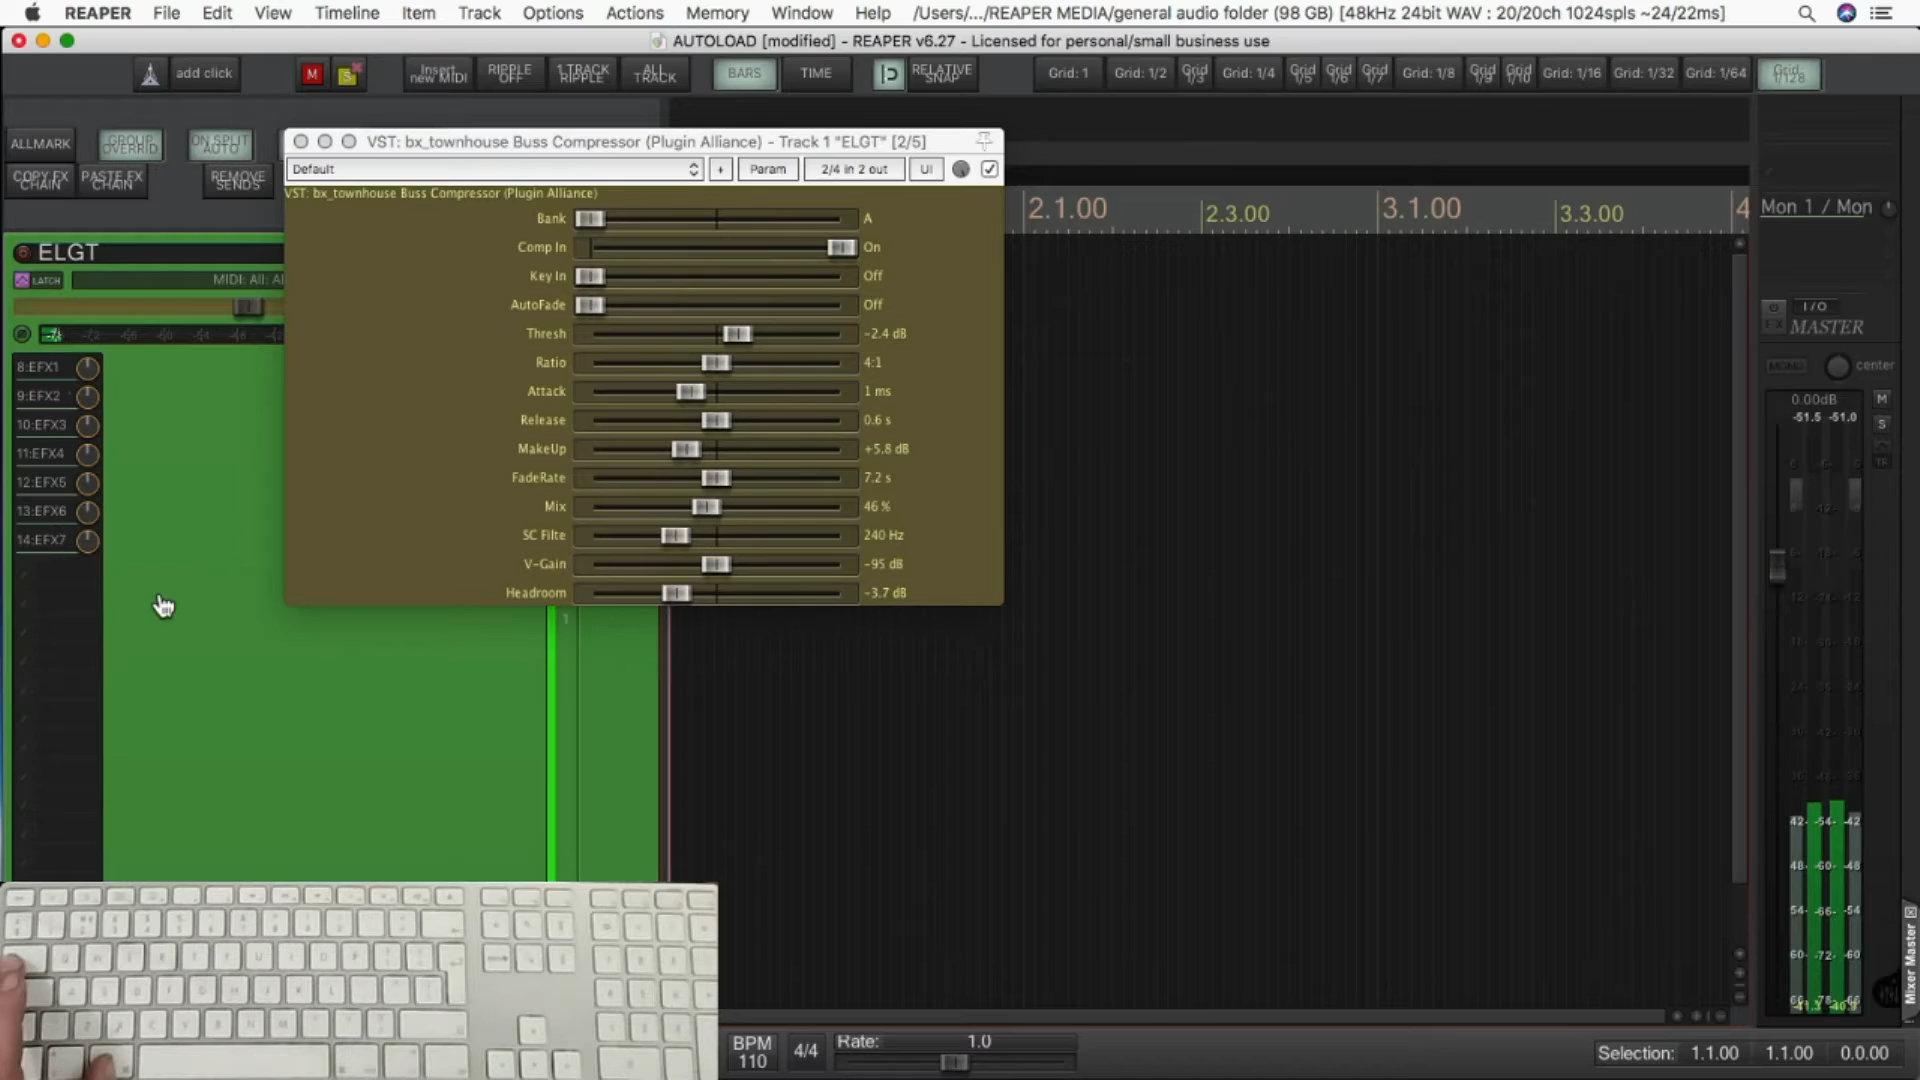 REAPER File Edit View Timeline Item Track Options Actions Memory Window Help /Users/.../REAPER MEDIA/general audio folder (98 GB) [48kHz 24bit WAV : 20/20ch 1024spls ~24/22ms]
AUTOLOAD [modified] - REAPER v6.27 - Licensed for personal/small business use
add click M S Insert new MIDI RIPPLE OFF 1 TRACK RIPPLE ALL TRACK BARS TIME RELATIVE SNAP Grid: 1 Grid: 1/2 Grid 1/3 Grid: 1/4 Grid 1/5 Grid 1/6 Grid 1/7 Grid: 1/8 Grid 1/9 Grid 1/10 Grid: 1/16 Grid: 1/32 Grid: 1/64 Grid 1/128
ALLMARK GROUP OVERRID ON SPLIT AUTO
COPY FX CHAIN PASTE FX CHAIN REMOVE SENDS
VST: bx_townhouse Buss Compressor (Plugin Alliance) - Track 1 "ELGT" [2/5]
Default + Param 2/4 in 2 out UI
VST: bx_townhouse Buss Compressor (Plugin Alliance)
Bank A
Comp In On
Key In Off
AutoFade Off
Thresh -2.4 dB
Ratio 4:1
Attack 1 ms
Release 0.6 s
MakeUp +5.8 dB
FadeRate 7.2 s
Mix 46 %
SC Filte 240 Hz
V-Gain -95 dB
Headroom -3.7 dB
2.1.00 2.3.00 3.1.00 3.3.00 4
Mon 1 / Mon
ELGT
LATCH MIDI: All: Al
8:EFX1
9:EFX2
10:EFX3
11:EFX4
12:EFX5
13:EFX6
14:EFX7
1
I/O
FX MASTER
MONO center
0.00dB M
-51.5 -51.0
S
TR
42- -54- -42
48- -60- -48
54- -66- -54
60- -72- -60
Mixer Master
BPM 110 4/4 Rate: 1.0
Selection: 1.1.00 1.1.00 0.0.00